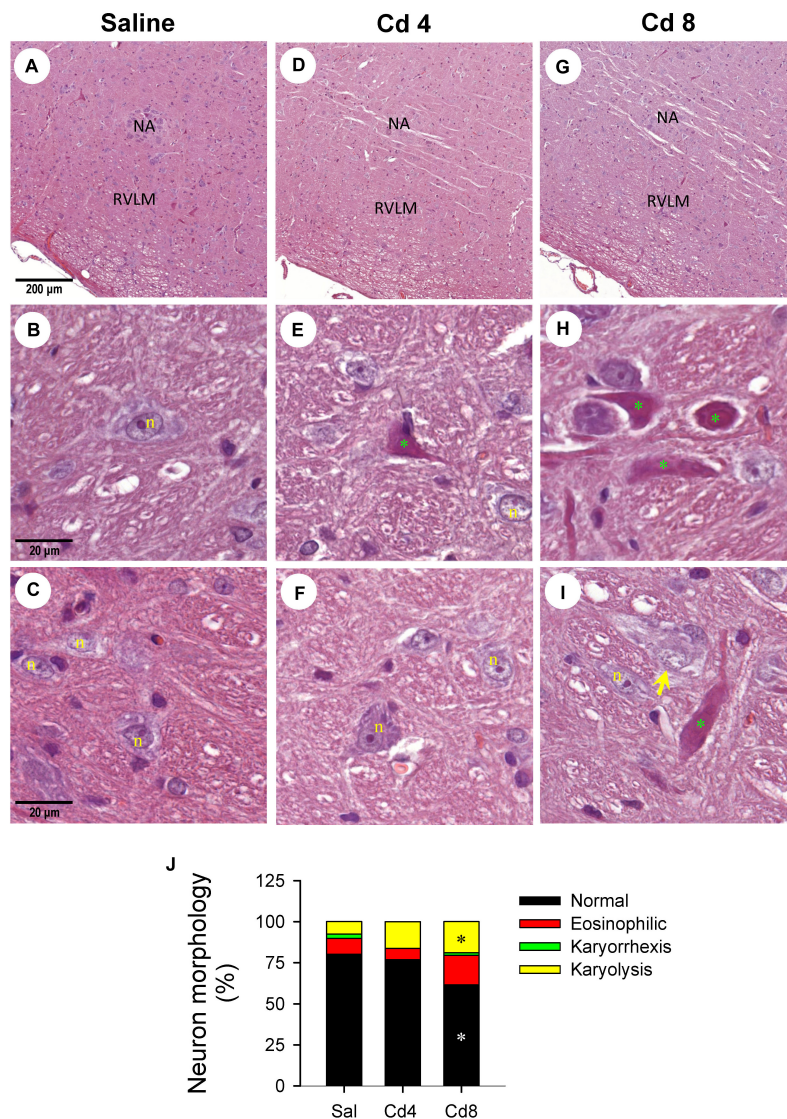 Saline Cd 4 Cd 8
A D G
NA NA NA
RVLM RVLM RVLM
200 µm
B E H
n * * * *
n
20 µm
C F I
n n n n
n n *
20 µm
J
Neuron morphology
(%)
125
100
75
50
25
0
* *
Sal Cd4 Cd8
Normal
Eosinophilic
Karyorrhexis
Karyolysis